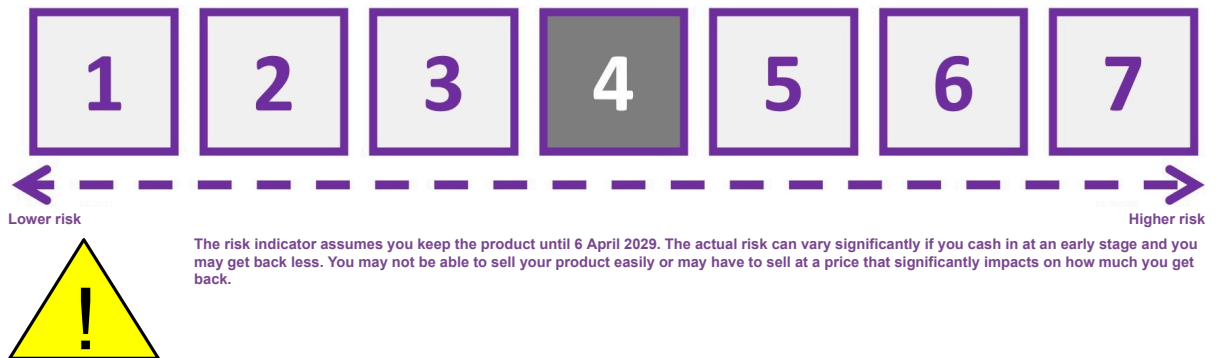 1 2 3 4 5 6 7
Lower risk Higher risk
The risk indicator assumes you keep the product until 6 April 2029. The actual risk can vary significantly if you cash in at an early stage and you
may get back less. You may not be able to sell your product easily or may have to sell at a price that significantly impacts on how much you get
back.
!